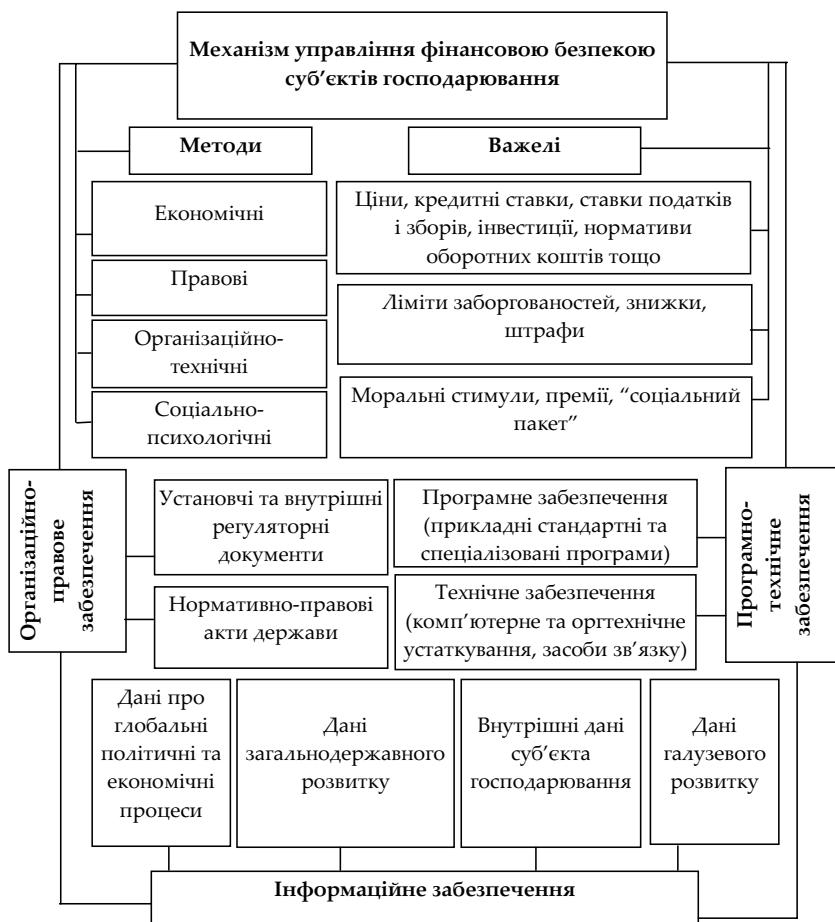 Механізм управління фінансовою безпекою
суб’єктів господарювання
Методи
Важелі
Економічні
Ціни, кредитні ставки, ставки податків
і зборів, інвестиції, нормативи
оборотних коштів тощо
Правові
Ліміти заборгованостей, знижки,
штрафи
Організаційно-
технічні
Моральні стимули, премії, “соціальний
пакет”
Соціально-
психологічні
Організаційно-
правове
забезпечення
Установчі та внутрішні
регуляторні
документи
Нормативно-правові
акти держави
Програмне забезпечення
(прикладні стандартні та
спеціалізовані програми)
Технічне забезпечення
(комп’ютерне та оргтехнічне
устаткування, засоби зв’язку)
Програмно-
технічне
забезпечення
Дані про
глобальні
політичні та
економічні
процеси
Дані
загальнодержавного
розвитку
Внутрішні дані
суб’єкта
господарювання
Дані
галузевого
розвитку
Інформаційне забезпечення